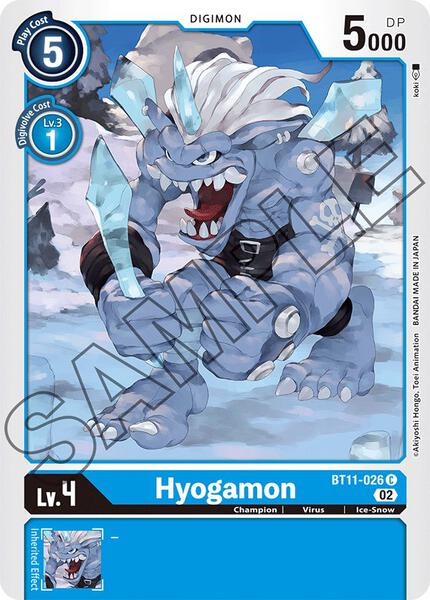 DIGIMON
Play Cost
5
DP
5000
Digivolve Cost
Lv.3
1
koki
SAMPLE
©Akiyoshi Hongo, Toei Animation BANDAI MADE IN JAPAN
Lv.4
Hyogamon
BT11-026 C
02
Champion | Virus | Ice-Snow
Inherited Effect
–